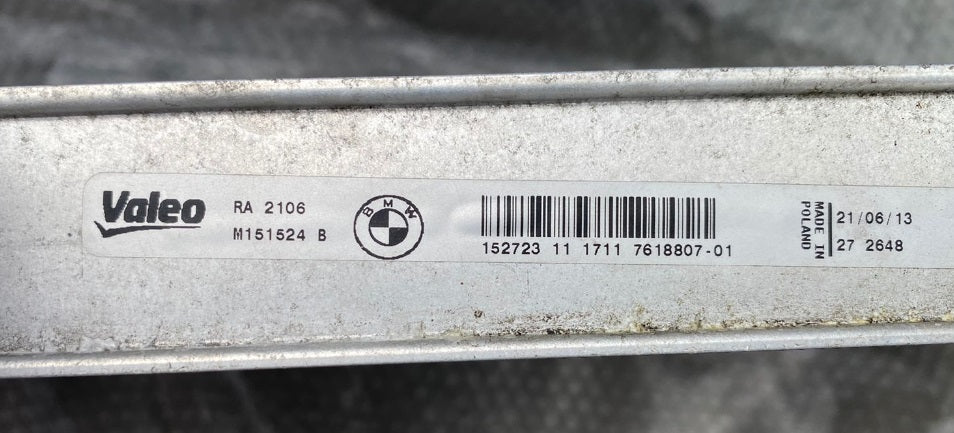 Valeo
RA 2106
M151524 B
BMW
152723 11 1711 7618807-01
MADE IN
POLAND
21/06/13
27 2648